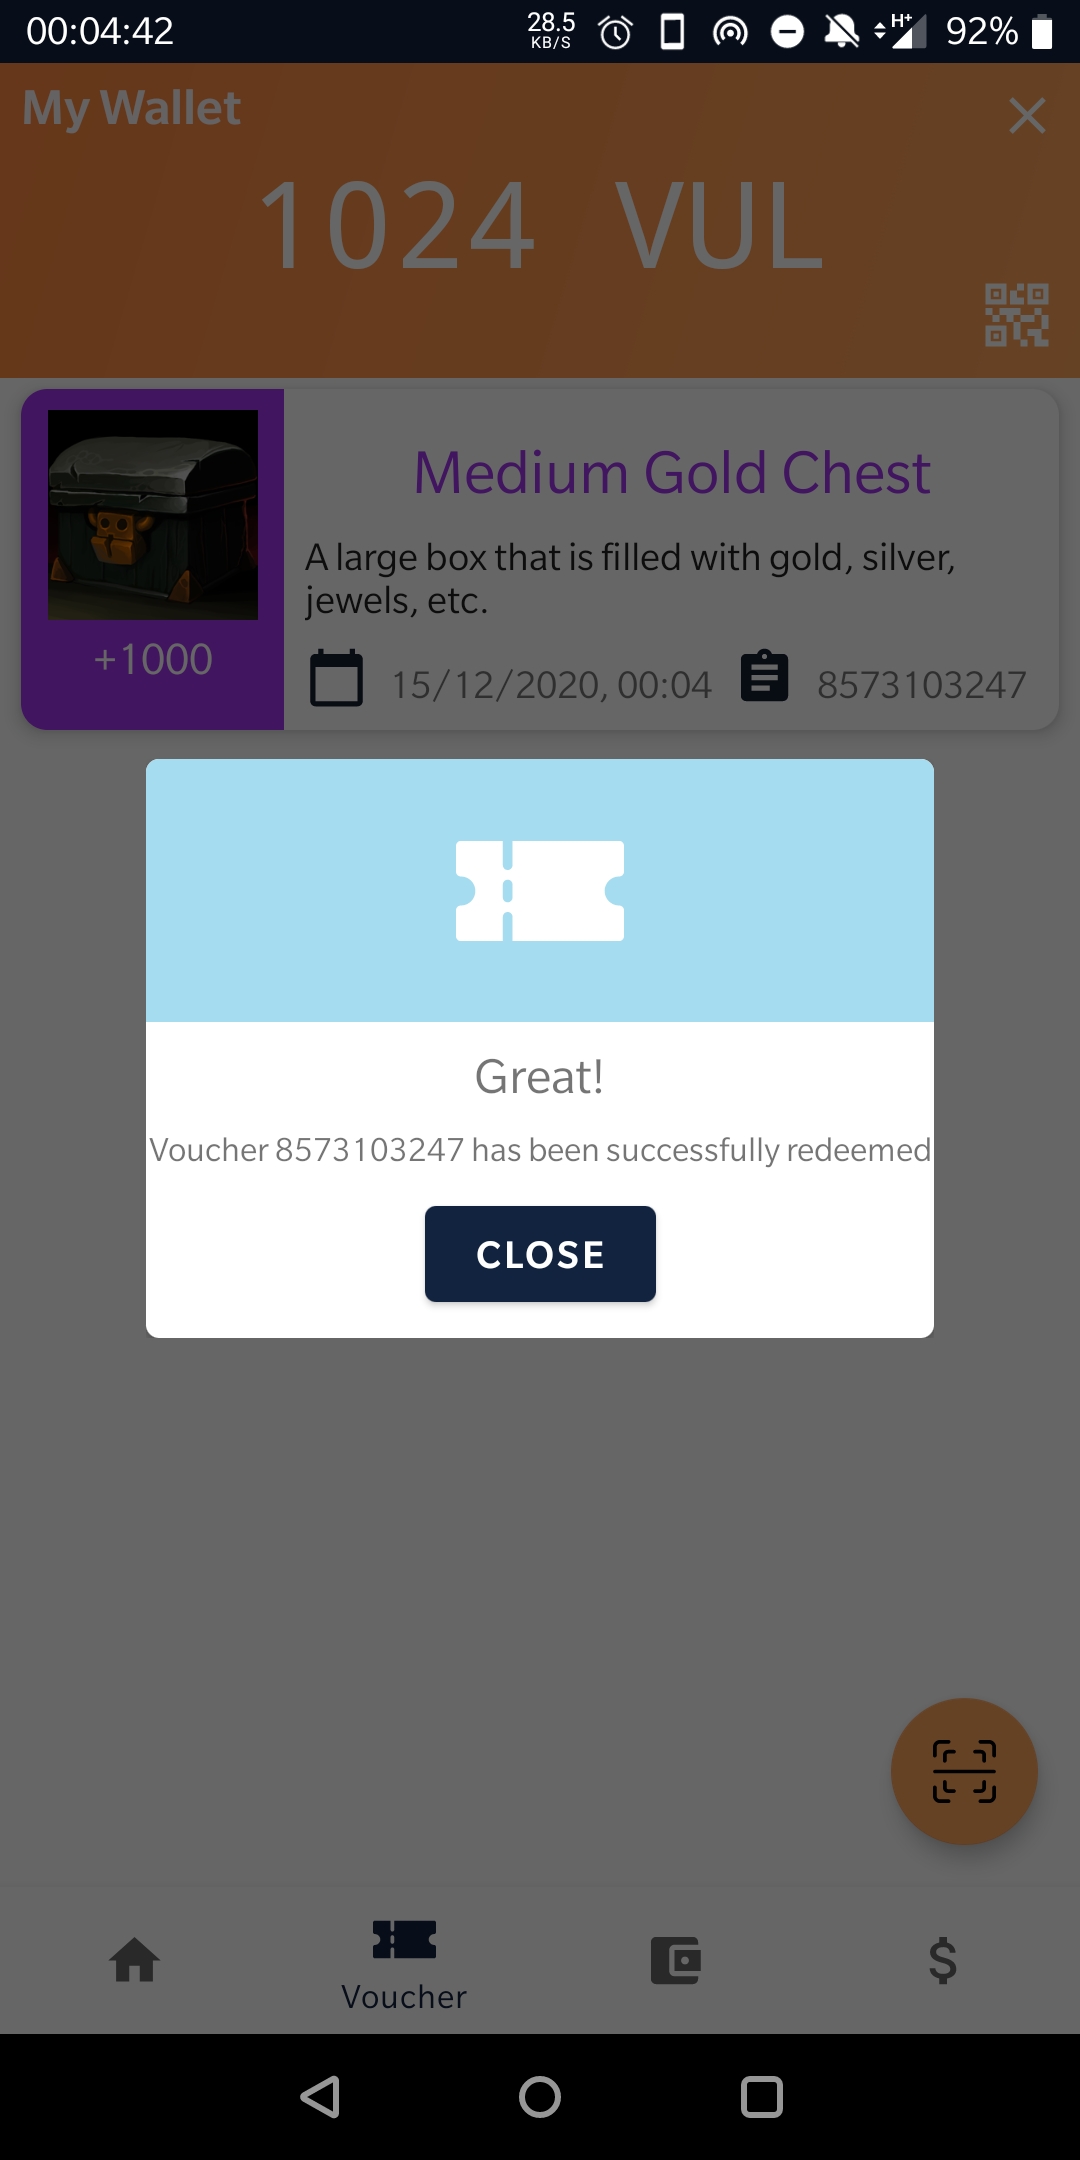 00:04:42 28.5 KB/S H+ 92%
My Wallet
1024 VUL
Medium Gold Chest
A large box that is filled with gold, silver,
jewels, etc.
+1000
15/12/2020, 00:04 8573103247
Great!
Voucher 8573103247 has been successfully redeemed
CLOSE
Voucher